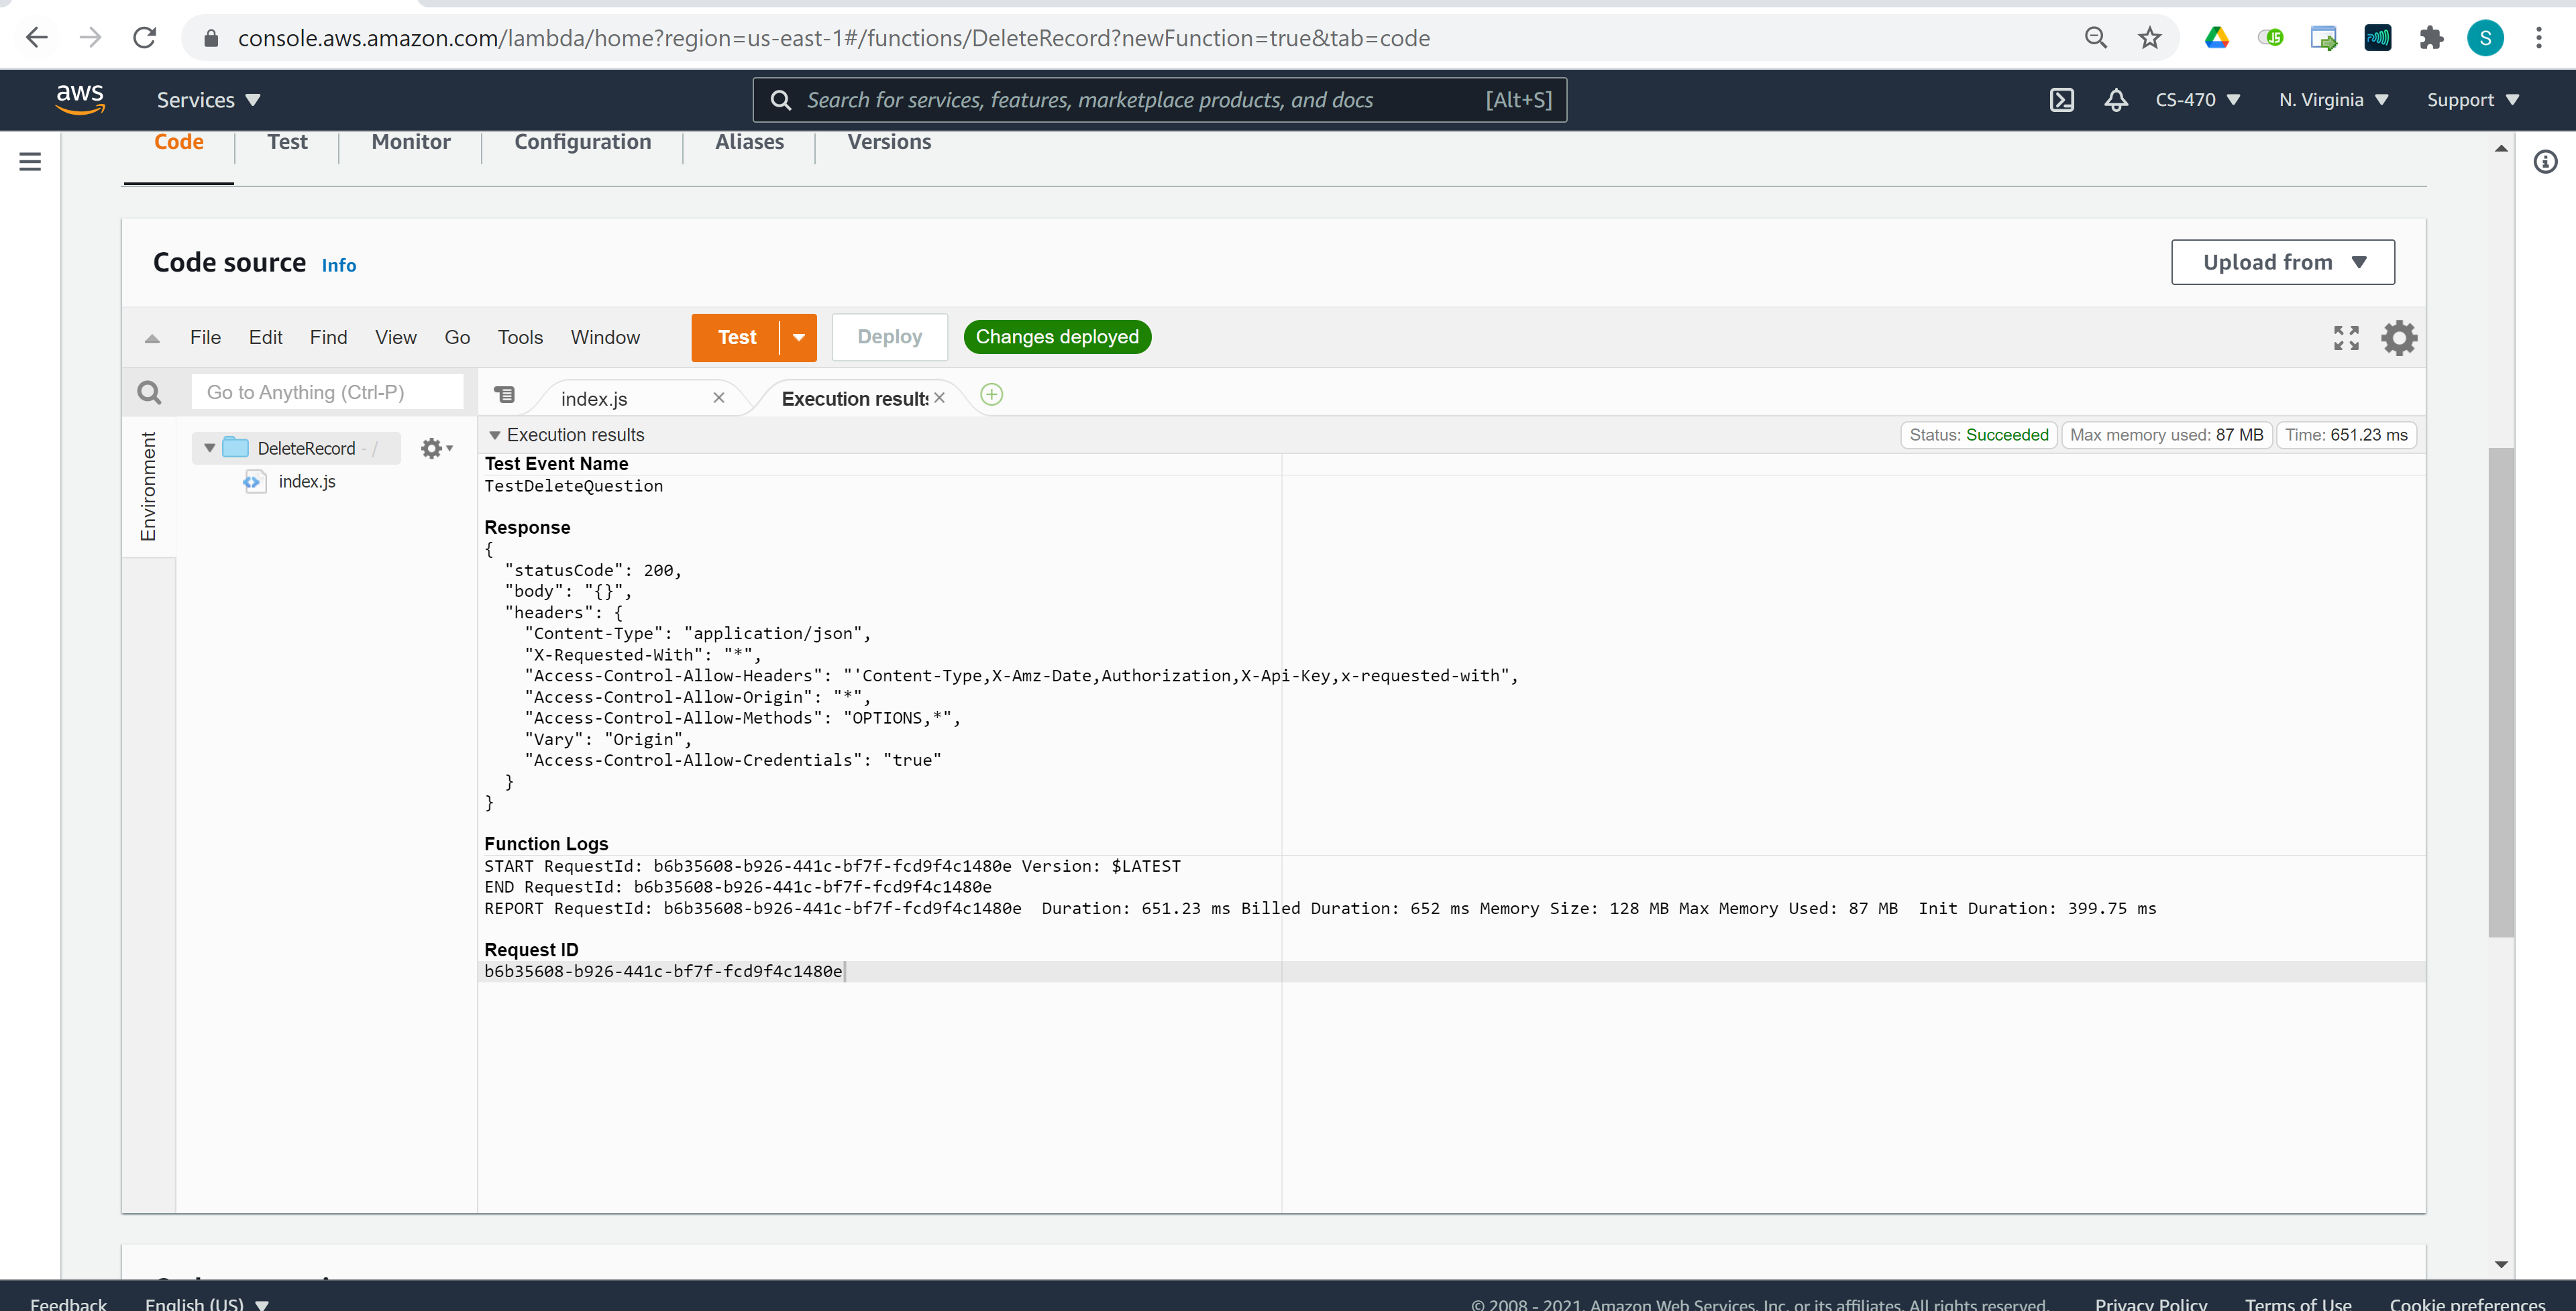 console.aws.amazon.com/lambda/home?region=us-east-1#/functions/DeleteRecord?newFunction=true&tab=code
JS
S
aws
Services
Search for services, features, marketplace products, and docs [Alt+S]
CS-470
N. Virginia
Support
Code Test Monitor Configuration Aliases Versions
Code source Info
Upload from
File Edit Find View Go Tools Window
Test
Deploy
Changes deployed
Go to Anything (Ctrl-P)
index.js
Execution results
Environment
DeleteRecord - /
index.js
Execution results
Status: Succeeded
Max memory used: 87 MB
Time: 651.23 ms
Test Event Name
TestDeleteQuestion
Response
{
"statusCode": 200,
"body": "{}",
"headers": {
"Content-Type": "application/json",
"X-Requested-With": "*",
"Access-Control-Allow-Headers": "'Content-Type,X-Amz-Date,Authorization,X-Api-Key,x-requested-with",
"Access-Control-Allow-Origin": "*",
"Access-Control-Allow-Methods": "OPTIONS,*",
"Vary": "Origin",
"Access-Control-Allow-Credentials": "true"
}
}
Function Logs
START RequestId: b6b35608-b926-441c-bf7f-fcd9f4c1480e Version: $LATEST
END RequestId: b6b35608-b926-441c-bf7f-fcd9f4c1480e
REPORT RequestId: b6b35608-b926-441c-bf7f-fcd9f4c1480e Duration: 651.23 ms Billed Duration: 652 ms Memory Size: 128 MB Max Memory Used: 87 MB Init Duration: 399.75 ms
Request ID
b6b35608-b926-441c-bf7f-fcd9f4c1480e
Feedback
English (US)
© 2008 - 2021, Amazon Web Services, Inc. or its affiliates. All rights reserved.
Privacy Policy
Terms of Use
Cookie preferences